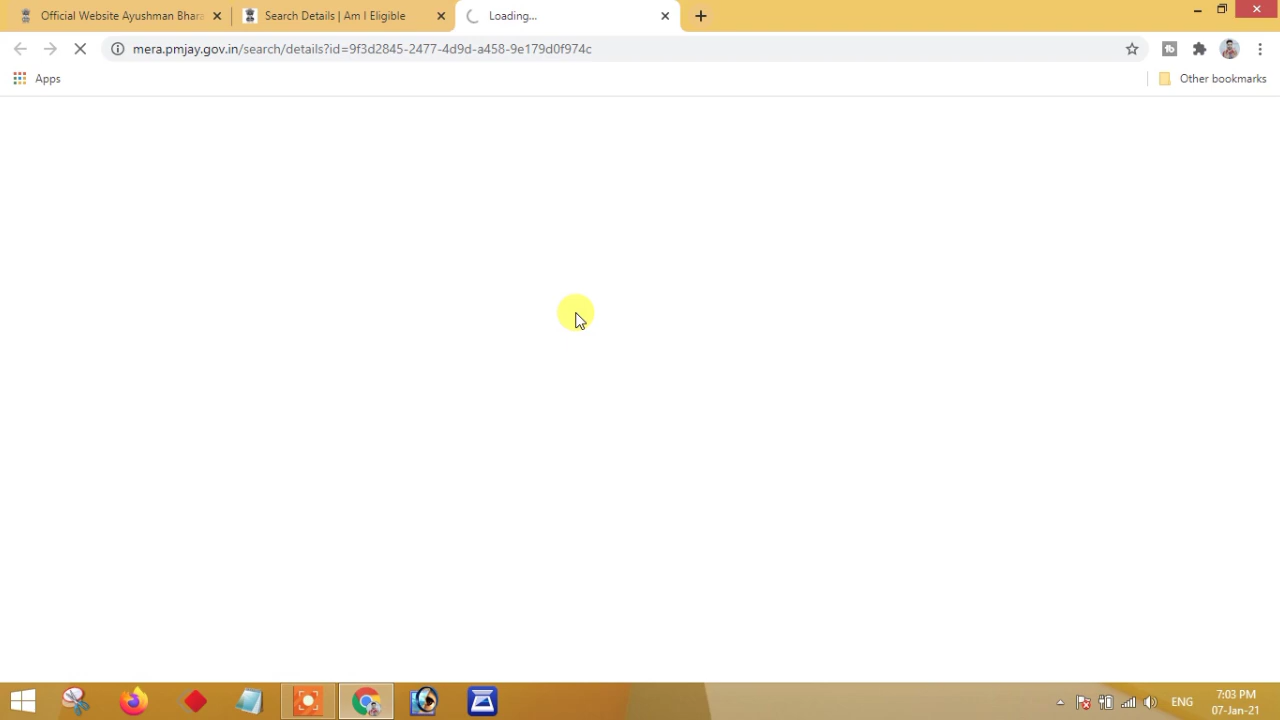 Official Website Ayushman Bhara
Search Details | Am I Eligible
Loading...
mera.pmjay.gov.in/search/details?id=9f3d2845-2477-4d9d-a458-9e179d0f974c
Apps
Other bookmarks
ENG
7:03 PM
07-Jan-21